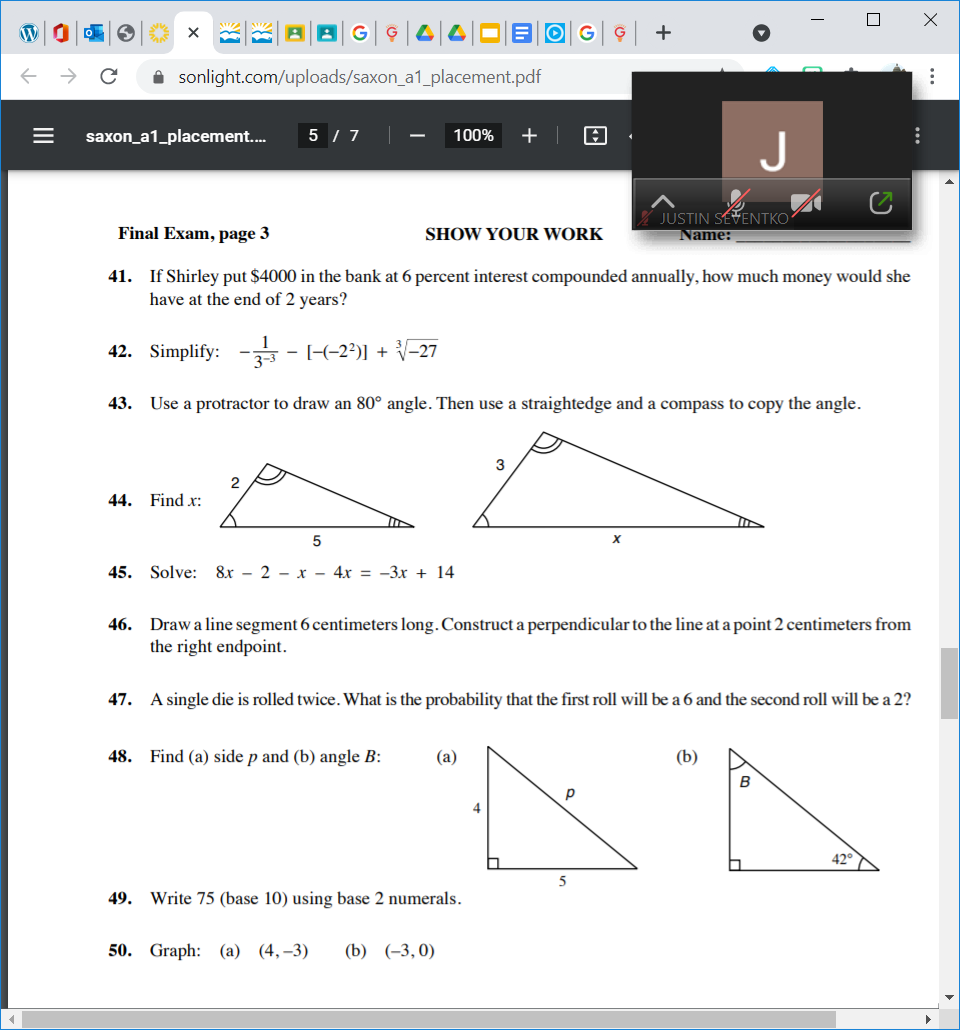 sonlight.com/uploads/saxon_a1_placement.pdf
saxon_a1_placement.... 5 / 7 — 100% +
J
JUSTIN SEVENTKO
Final Exam, page 3 SHOW YOUR WORK Name: ____________________
41. If Shirley put $4000 in the bank at 6 percent interest compounded annually, how much money would she
have at the end of 2 years?
42. Simplify: −1/3⁻³ − [−(−2²)] + ∛−27
43. Use a protractor to draw an 80° angle. Then use a straightedge and a compass to copy the angle.
2 3
44. Find x:
5 x
45. Solve: 8x − 2 − x − 4x = −3x + 14
46. Draw a line segment 6 centimeters long. Construct a perpendicular to the line at a point 2 centimeters from
the right endpoint.
47. A single die is rolled twice. What is the probability that the first roll will be a 6 and the second roll will be a 2?
48. Find (a) side p and (b) angle B: (a) (b)
B
p
4
42°
5
49. Write 75 (base 10) using base 2 numerals.
50. Graph: (a) (4, −3) (b) (−3, 0)